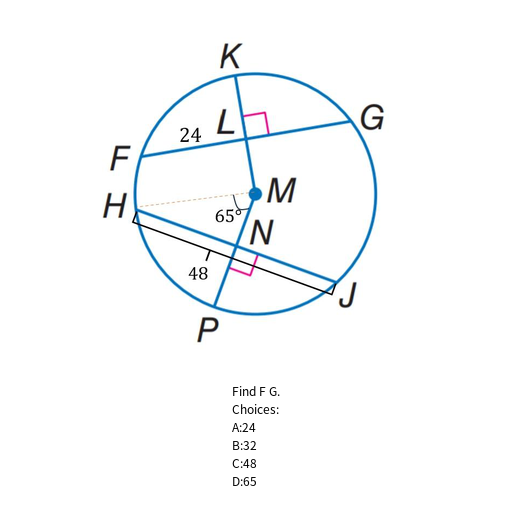 K
G
L
24
F
M
H
65°
N
48
J
P
Find F G.
Choices:
A:24
B:32
C:48
D:65